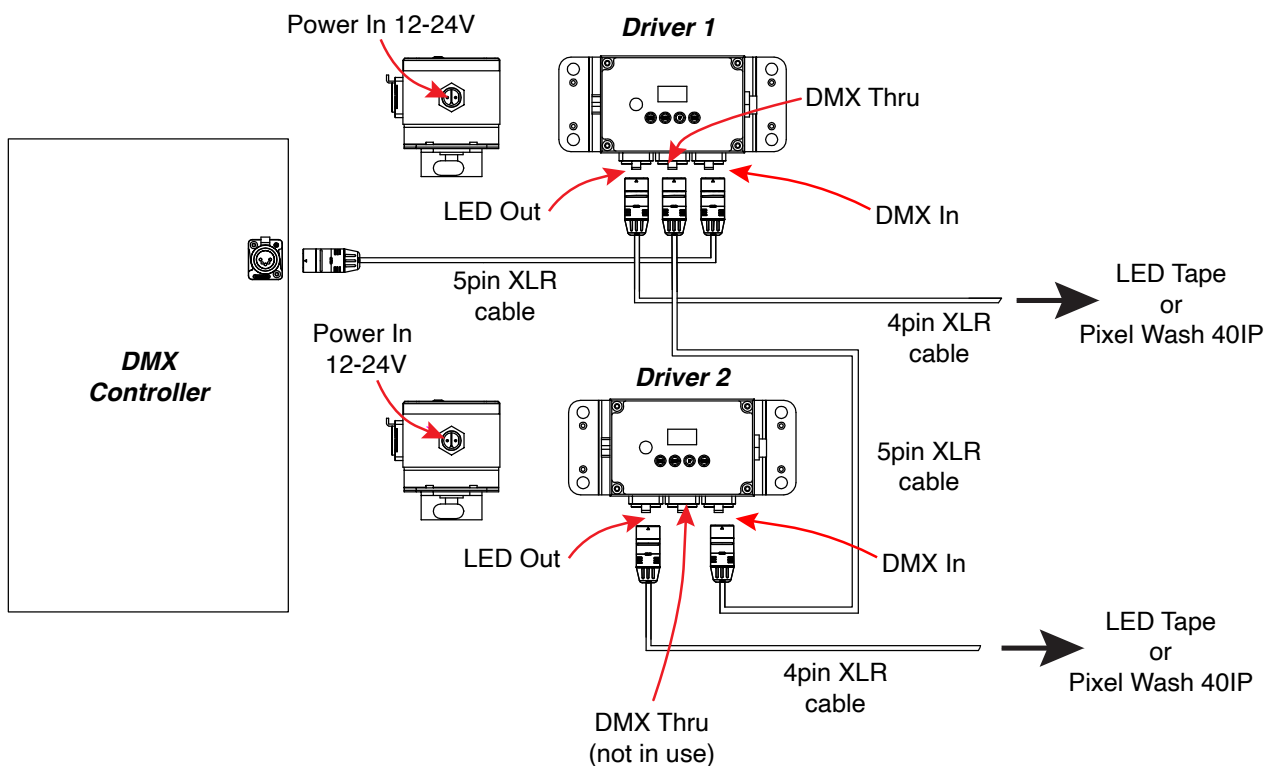 Power In 12-24V
Driver 1
DMX Thru
LED Out
DMX In
5pin XLR
cable
LED Tape
or
Pixel Wash 40IP
4pin XLR
cable
DMX
Controller
Power In
12-24V
Driver 2
5pin XLR
cable
LED Out
DMX In
LED Tape
or
Pixel Wash 40IP
4pin XLR
cable
DMX Thru
(not in use)